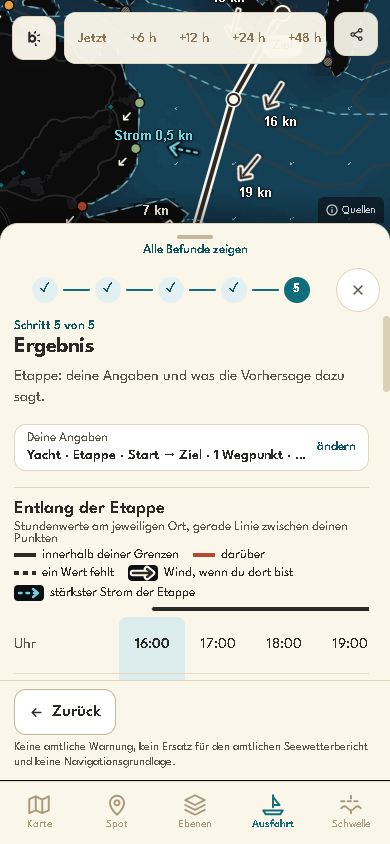 b
Jetzt +6 h +12 h +24 h +48 h
Ziel
16 kn
Strom 0,5 kn
19 kn
7 kn
Quellen
Alle Befunde zeigen
5
Schritt 5 von 5
Ergebnis
Etappe: deine Angaben und was die Vorhersage dazu
sagt.
Deine Angaben
Yacht · Etappe · Start → Ziel · 1 Wegpunkt · ...
ändern
Entlang der Etappe
Stundenwerte am jeweiligen Ort, gerade Linie zwischen deinen
Punkten
innerhalb deiner Grenzen darüber
ein Wert fehlt Wind, wenn du dort bist
stärkster Strom der Etappe
Uhr 16:00 17:00 18:00 19:00
← Zurück
Keine amtliche Warnung, kein Ersatz für den amtlichen Seewetterbericht
und keine Navigationsgrundlage.
Karte Spot Ebenen Ausfahrt Schwelle